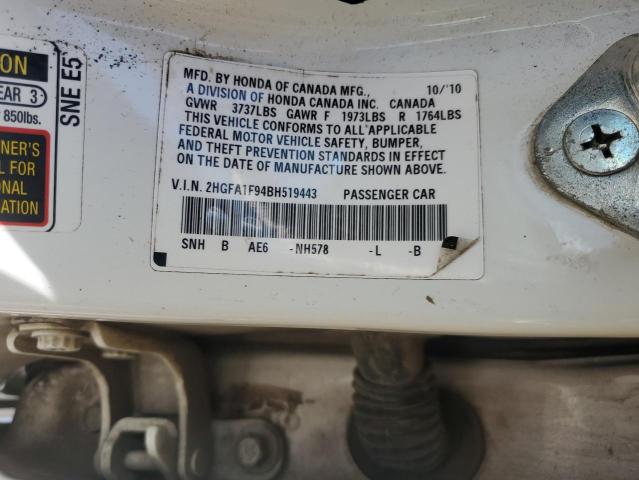 ON
EAR 3
850lbs.
NER'S
L FOR
ONAL
ATION
SNE E5
MFD. BY HONDA OF CANADA MFG., 10/'10
A DIVISION OF HONDA CANADA INC. CANADA
GVWR 3737LBS GAWR F 1973LBS R 1764LBS
THIS VEHICLE CONFORMS TO ALL APPLICABLE
FEDERAL MOTOR VEHICLE SAFETY, BUMPER,
AND THEFT PREVENTION STANDARDS IN EFFECT
ON THE DATE OF MANUFACTURE SHOWN ABOVE.
V.I.N. 2HGFA1F94BH519443 PASSENGER CAR
SNH B AE6 -NH578 -L -B